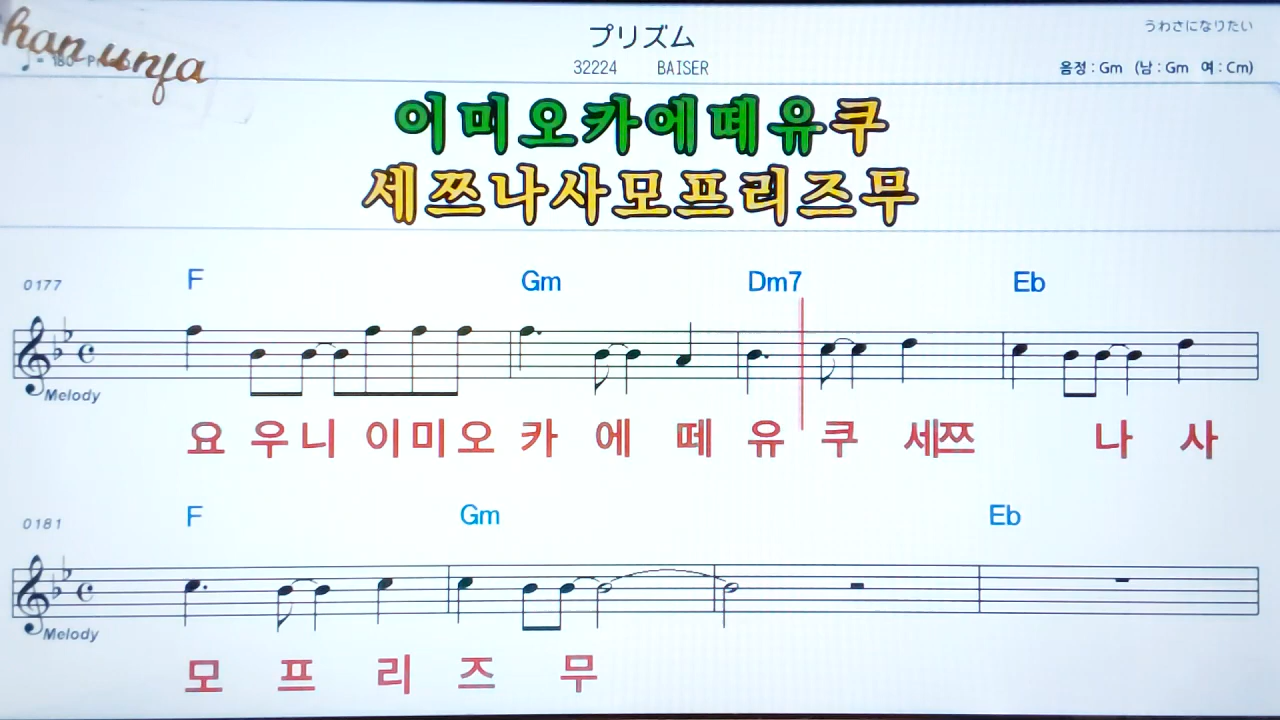 han unja
プリズム
うわさになりたい
♩= 180
32224 BAISER
음정 : Gm (남 : Gm 여 : Cm)
이미오카에떼유쿠
세쯔나사모프리즈무
0177 F Gm Dm7 Eb
Melody
요 우니 이미오 카 에 떼 유 쿠 세쯔 나 사
0181 F Gm Eb
Melody
모 프 리 즈 무